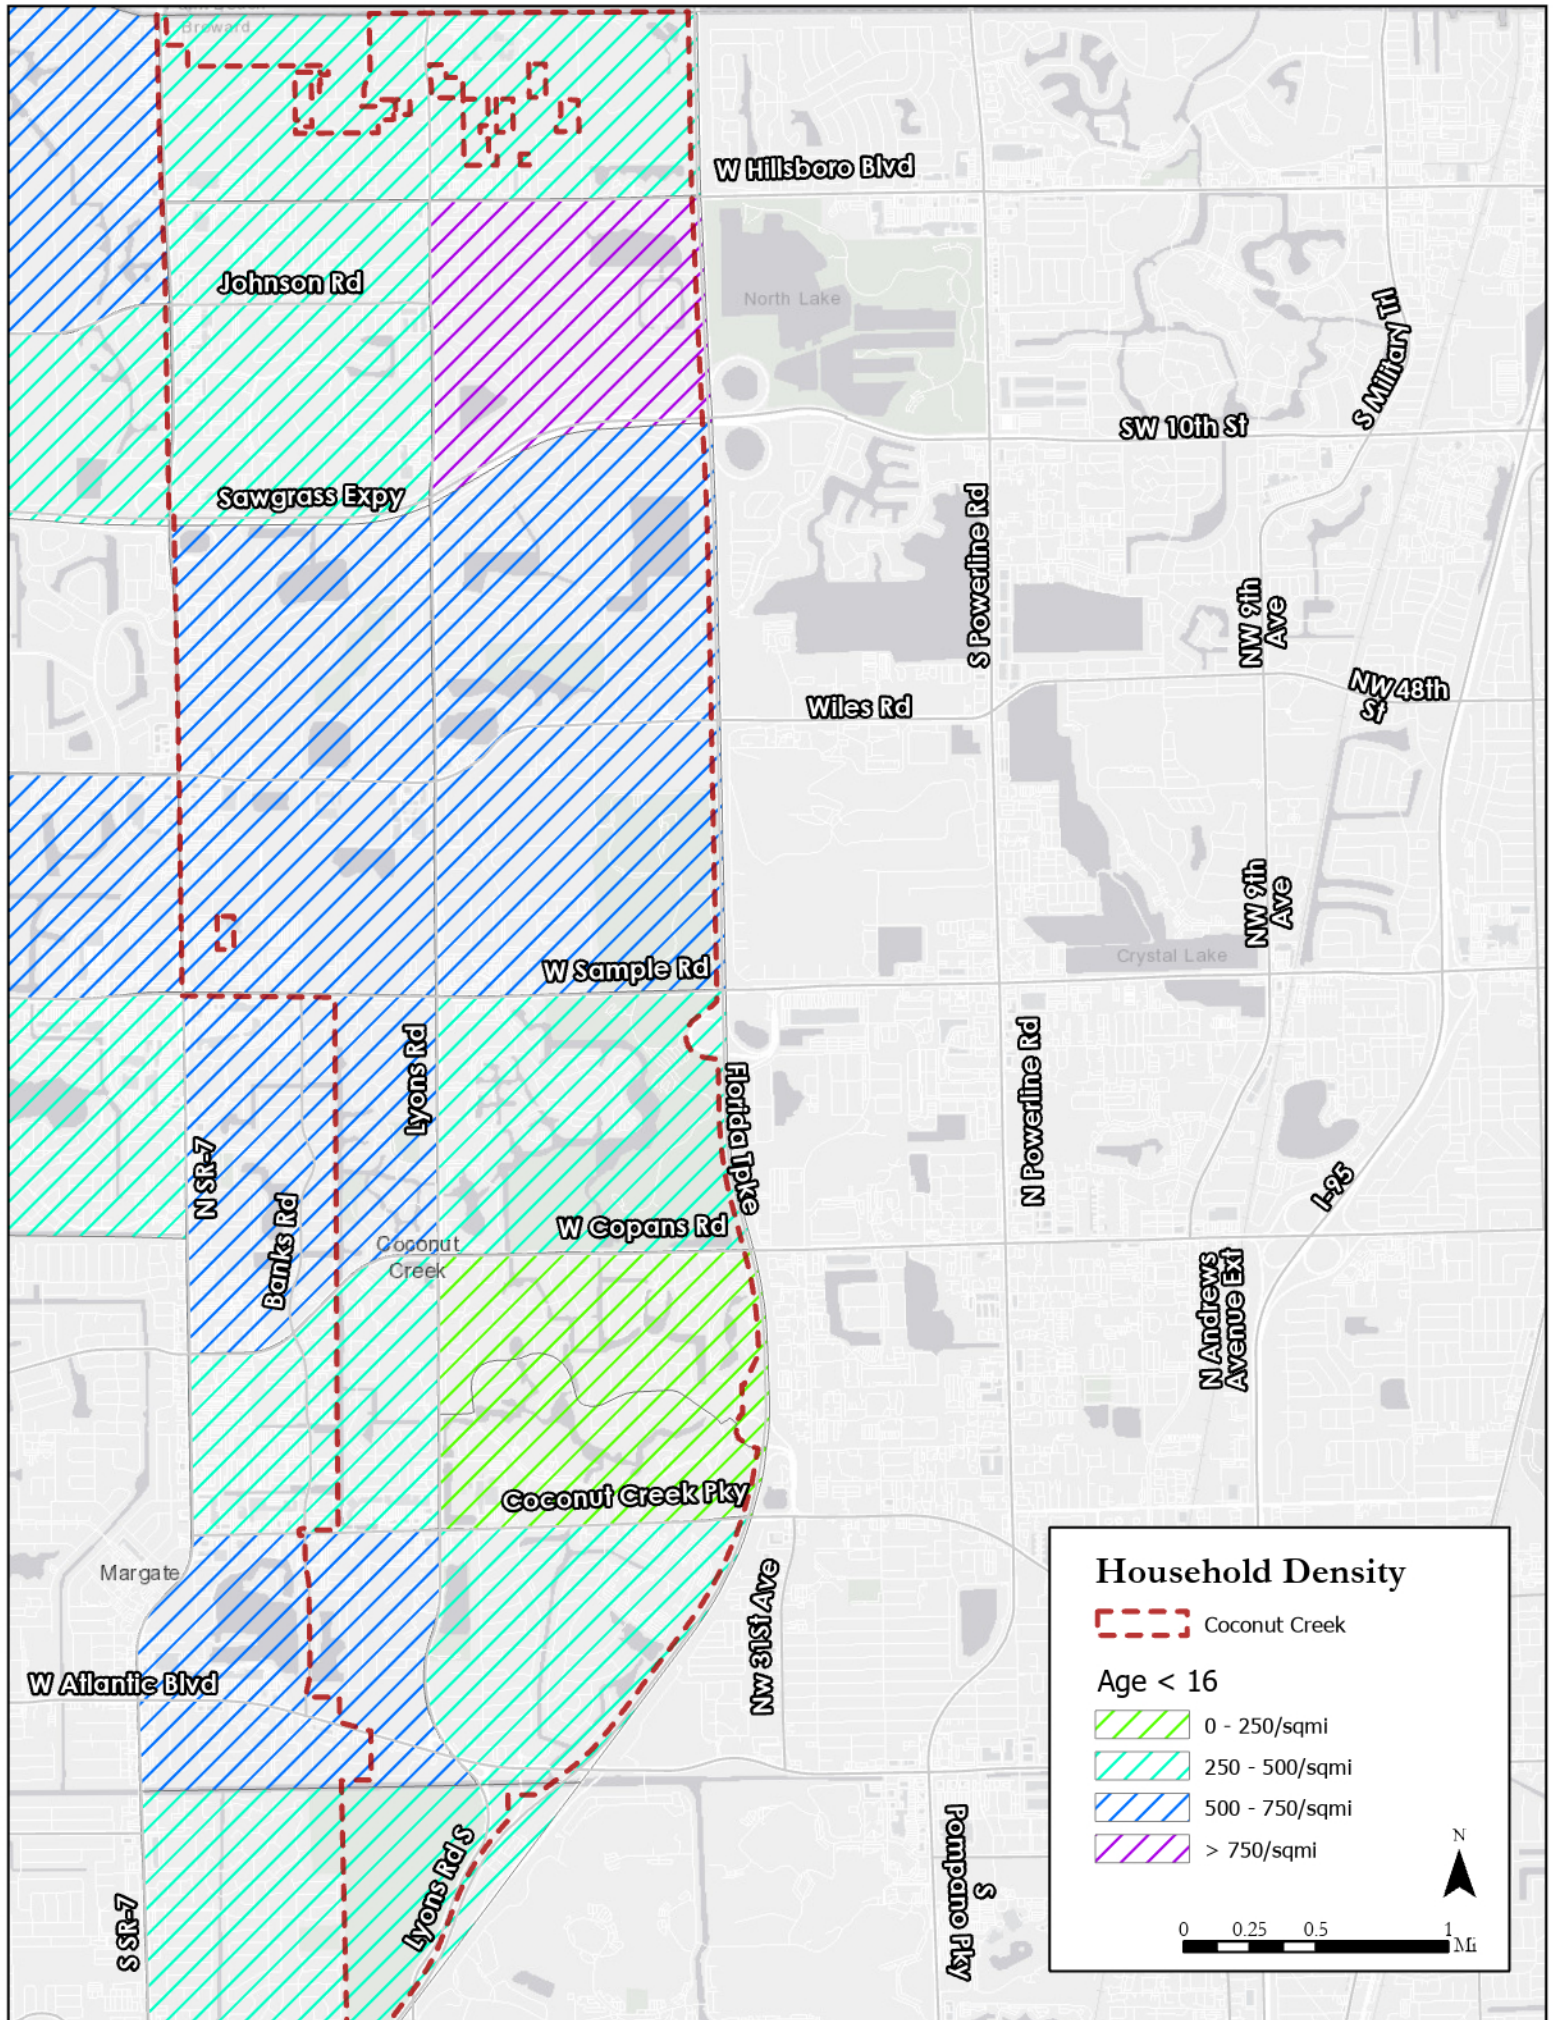 Broward
W Hillsboro Blvd
Johnson Rd
North Lake
S Military Trl
SW 10th St
Sawgrass Expy
S Powerline Rd
NW 9th
Ave
NW 48th
St
Wiles Rd
NW 9th
Ave
Crystal Lake
W Sample Rd
Lyons Rd
Florida Tpke
N Powerline Rd
N SR-7
I-95
Banks Rd
W Copans Rd
Coconut
Creek
N Andrews
Avenue Ext
Coconut Creek Pky
Margate
Nw 31St Ave
W Atlantic Blvd
Lyons Rd S
S SR-7
S
Pompano Pky
Household Density
Coconut Creek
Age < 16
0 - 250/sqmi
250 - 500/sqmi
500 - 750/sqmi
> 750/sqmi
N
0 0.25 0.5 1
Mi